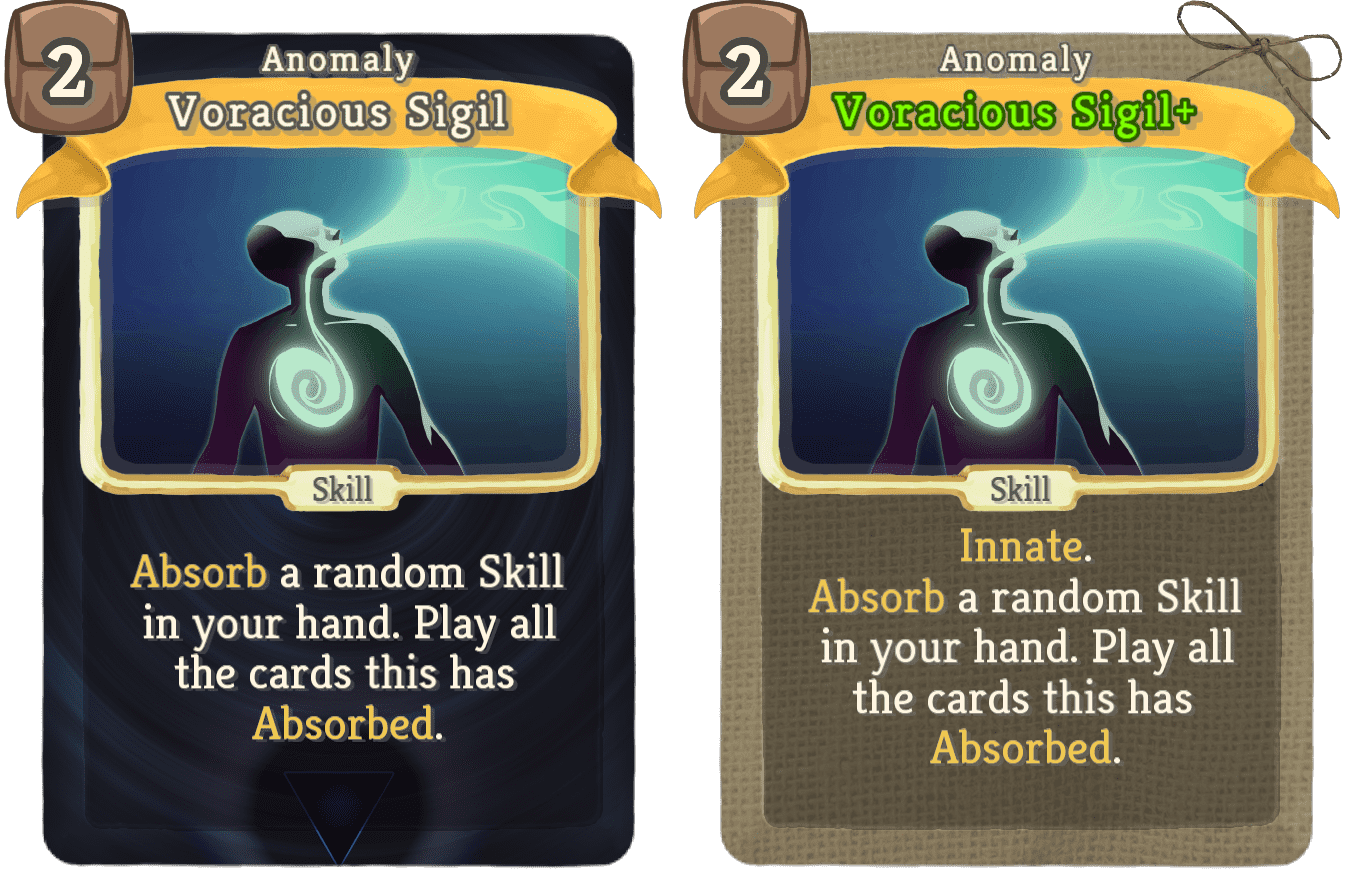 2
Anomaly
Voracious Sigil
Skill
Absorb a random Skill
in your hand. Play all
the cards this has
Absorbed.
2
Anomaly
Voracious Sigil+
Skill
Innate.
Absorb a random Skill
in your hand. Play all
the cards this has
Absorbed.